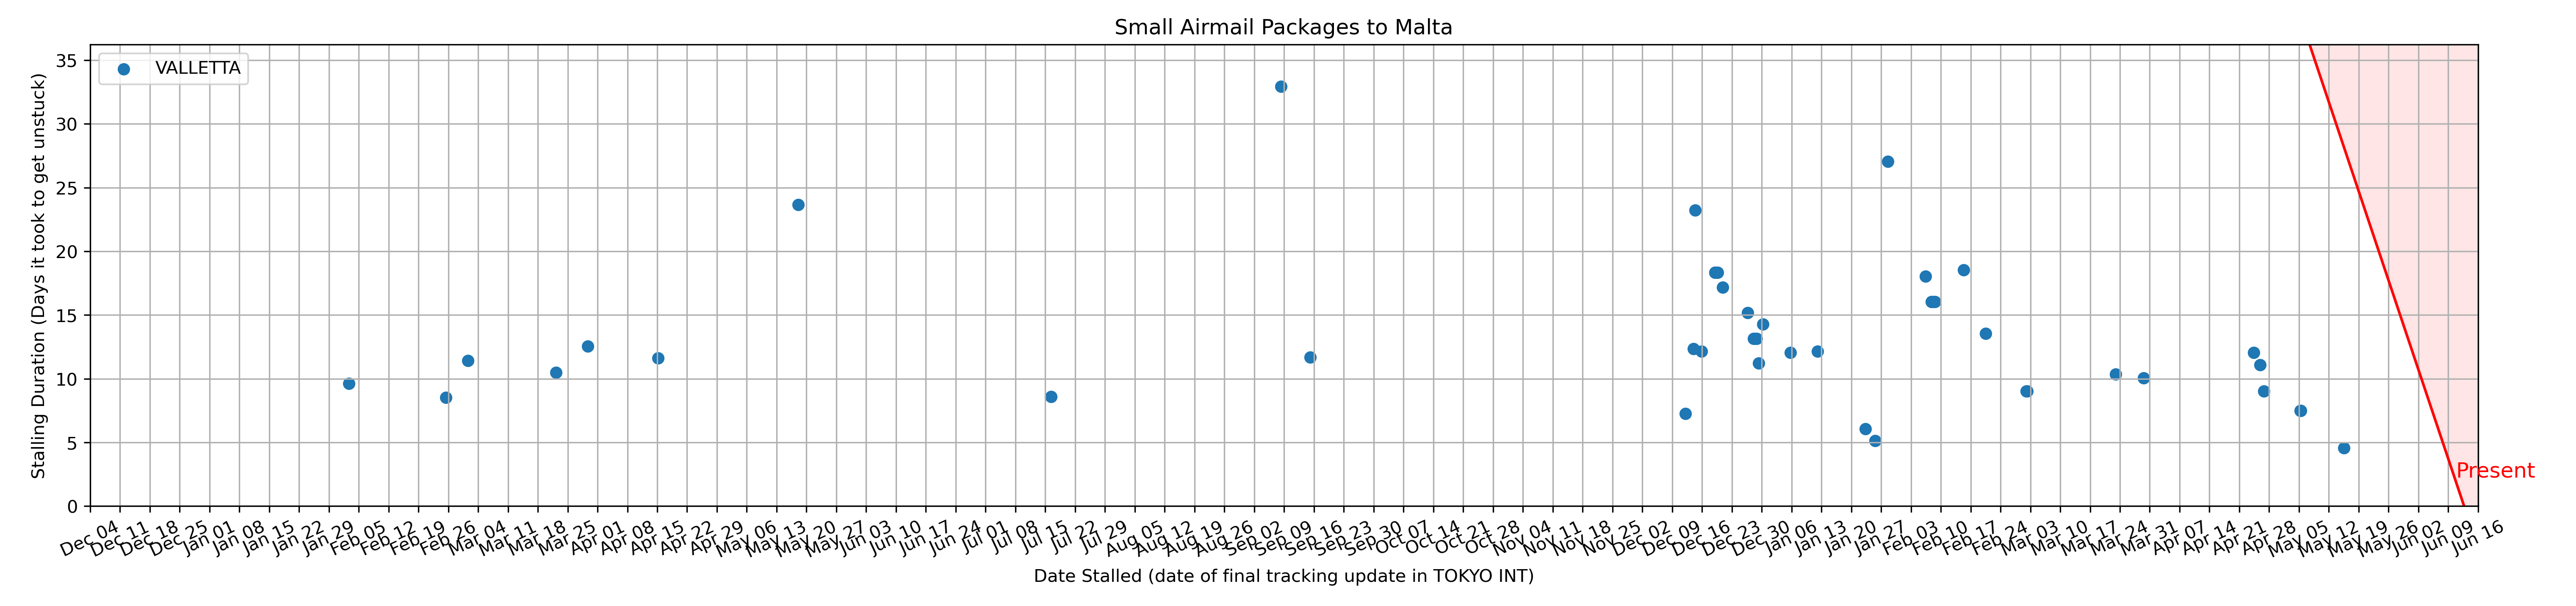 Small Airmail Packages to Malta
Stalling Duration (Days it took to get unstuck)
35
30
25
20
15
10
5
0
VALLETTA
Present
Dec 04
Dec 11
Dec 18
Dec 25
Jan 01
Jan 08
Jan 15
Jan 22
Jan 29
Feb 05
Feb 12
Feb 19
Feb 26
Mar 04
Mar 11
Mar 18
Mar 25
Apr 01
Apr 08
Apr 15
Apr 22
Apr 29
May 06
May 13
May 20
May 27
Jun 03
Jun 10
Jun 17
Jun 24
Jul 01
Jul 08
Jul 15
Jul 22
Jul 29
Aug 05
Aug 12
Aug 19
Aug 26
Sep 02
Sep 09
Sep 16
Sep 23
Sep 30
Oct 07
Oct 14
Oct 21
Oct 28
Nov 04
Nov 11
Nov 18
Nov 25
Dec 02
Dec 09
Dec 16
Dec 23
Dec 30
Jan 06
Jan 13
Jan 20
Jan 27
Feb 03
Feb 10
Feb 17
Feb 24
Mar 03
Mar 10
Mar 17
Mar 24
Mar 31
Apr 07
Apr 14
Apr 21
Apr 28
May 05
May 12
May 19
May 26
Jun 02
Jun 09
Jun 16
Date Stalled (date of final tracking update in TOKYO INT)